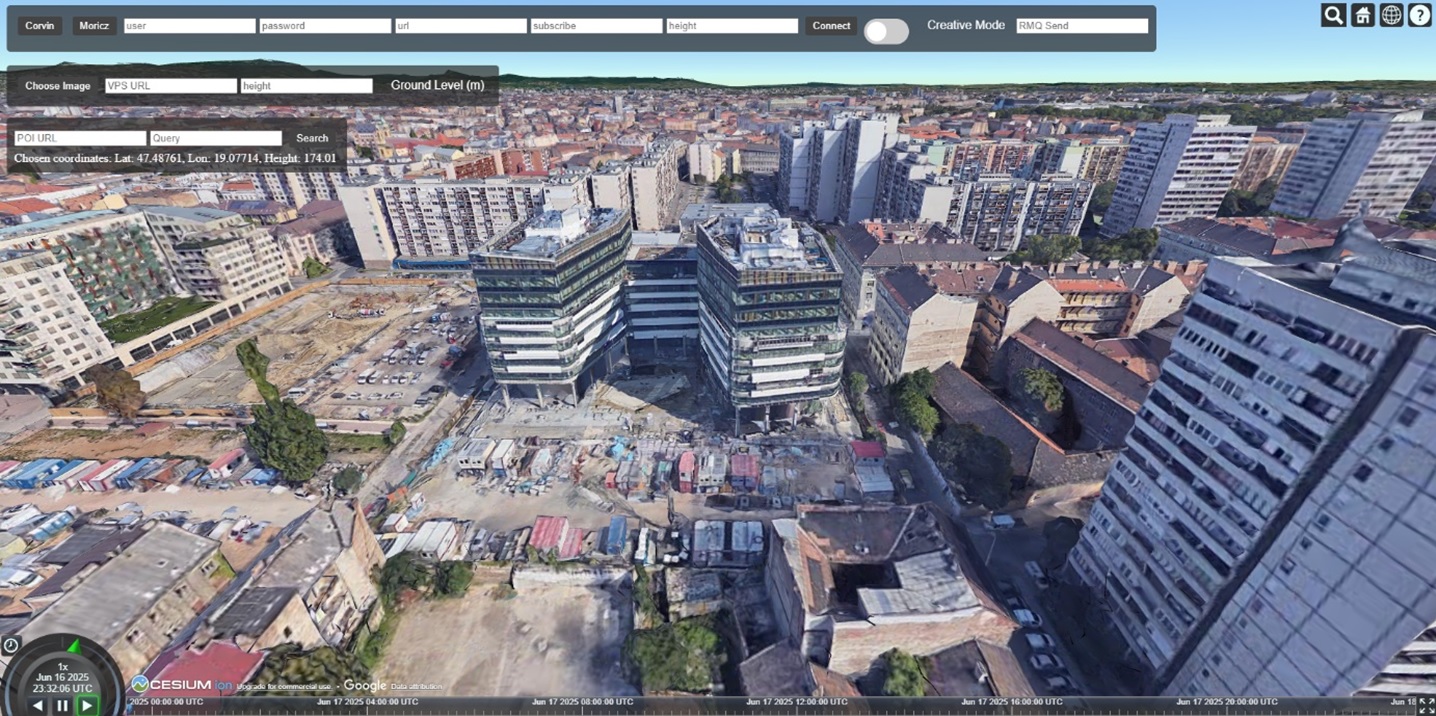 Corvin Moricz user password url subscribe height Connect Creative Mode RMQ Send
Choose Image VPS URL height Ground Level (m)
POI URL Query Search
Chosen coordinates: Lat: 47.48761, Lon: 19.07714, Height: 174.01
?
1x
Jun 16 2025
23:32:06 UTC
CESIUM ion Upgrade for commercial use. • Google Data attribution
2025 00:00:00 UTC Jun 17 2025 04:00:00 UTC Jun 17 2025 08:00:00 UTC Jun 17 2025 12:00:00 UTC Jun 17 2025 16:00:00 UTC Jun 17 2025 20:00:00 UTC Jun 18